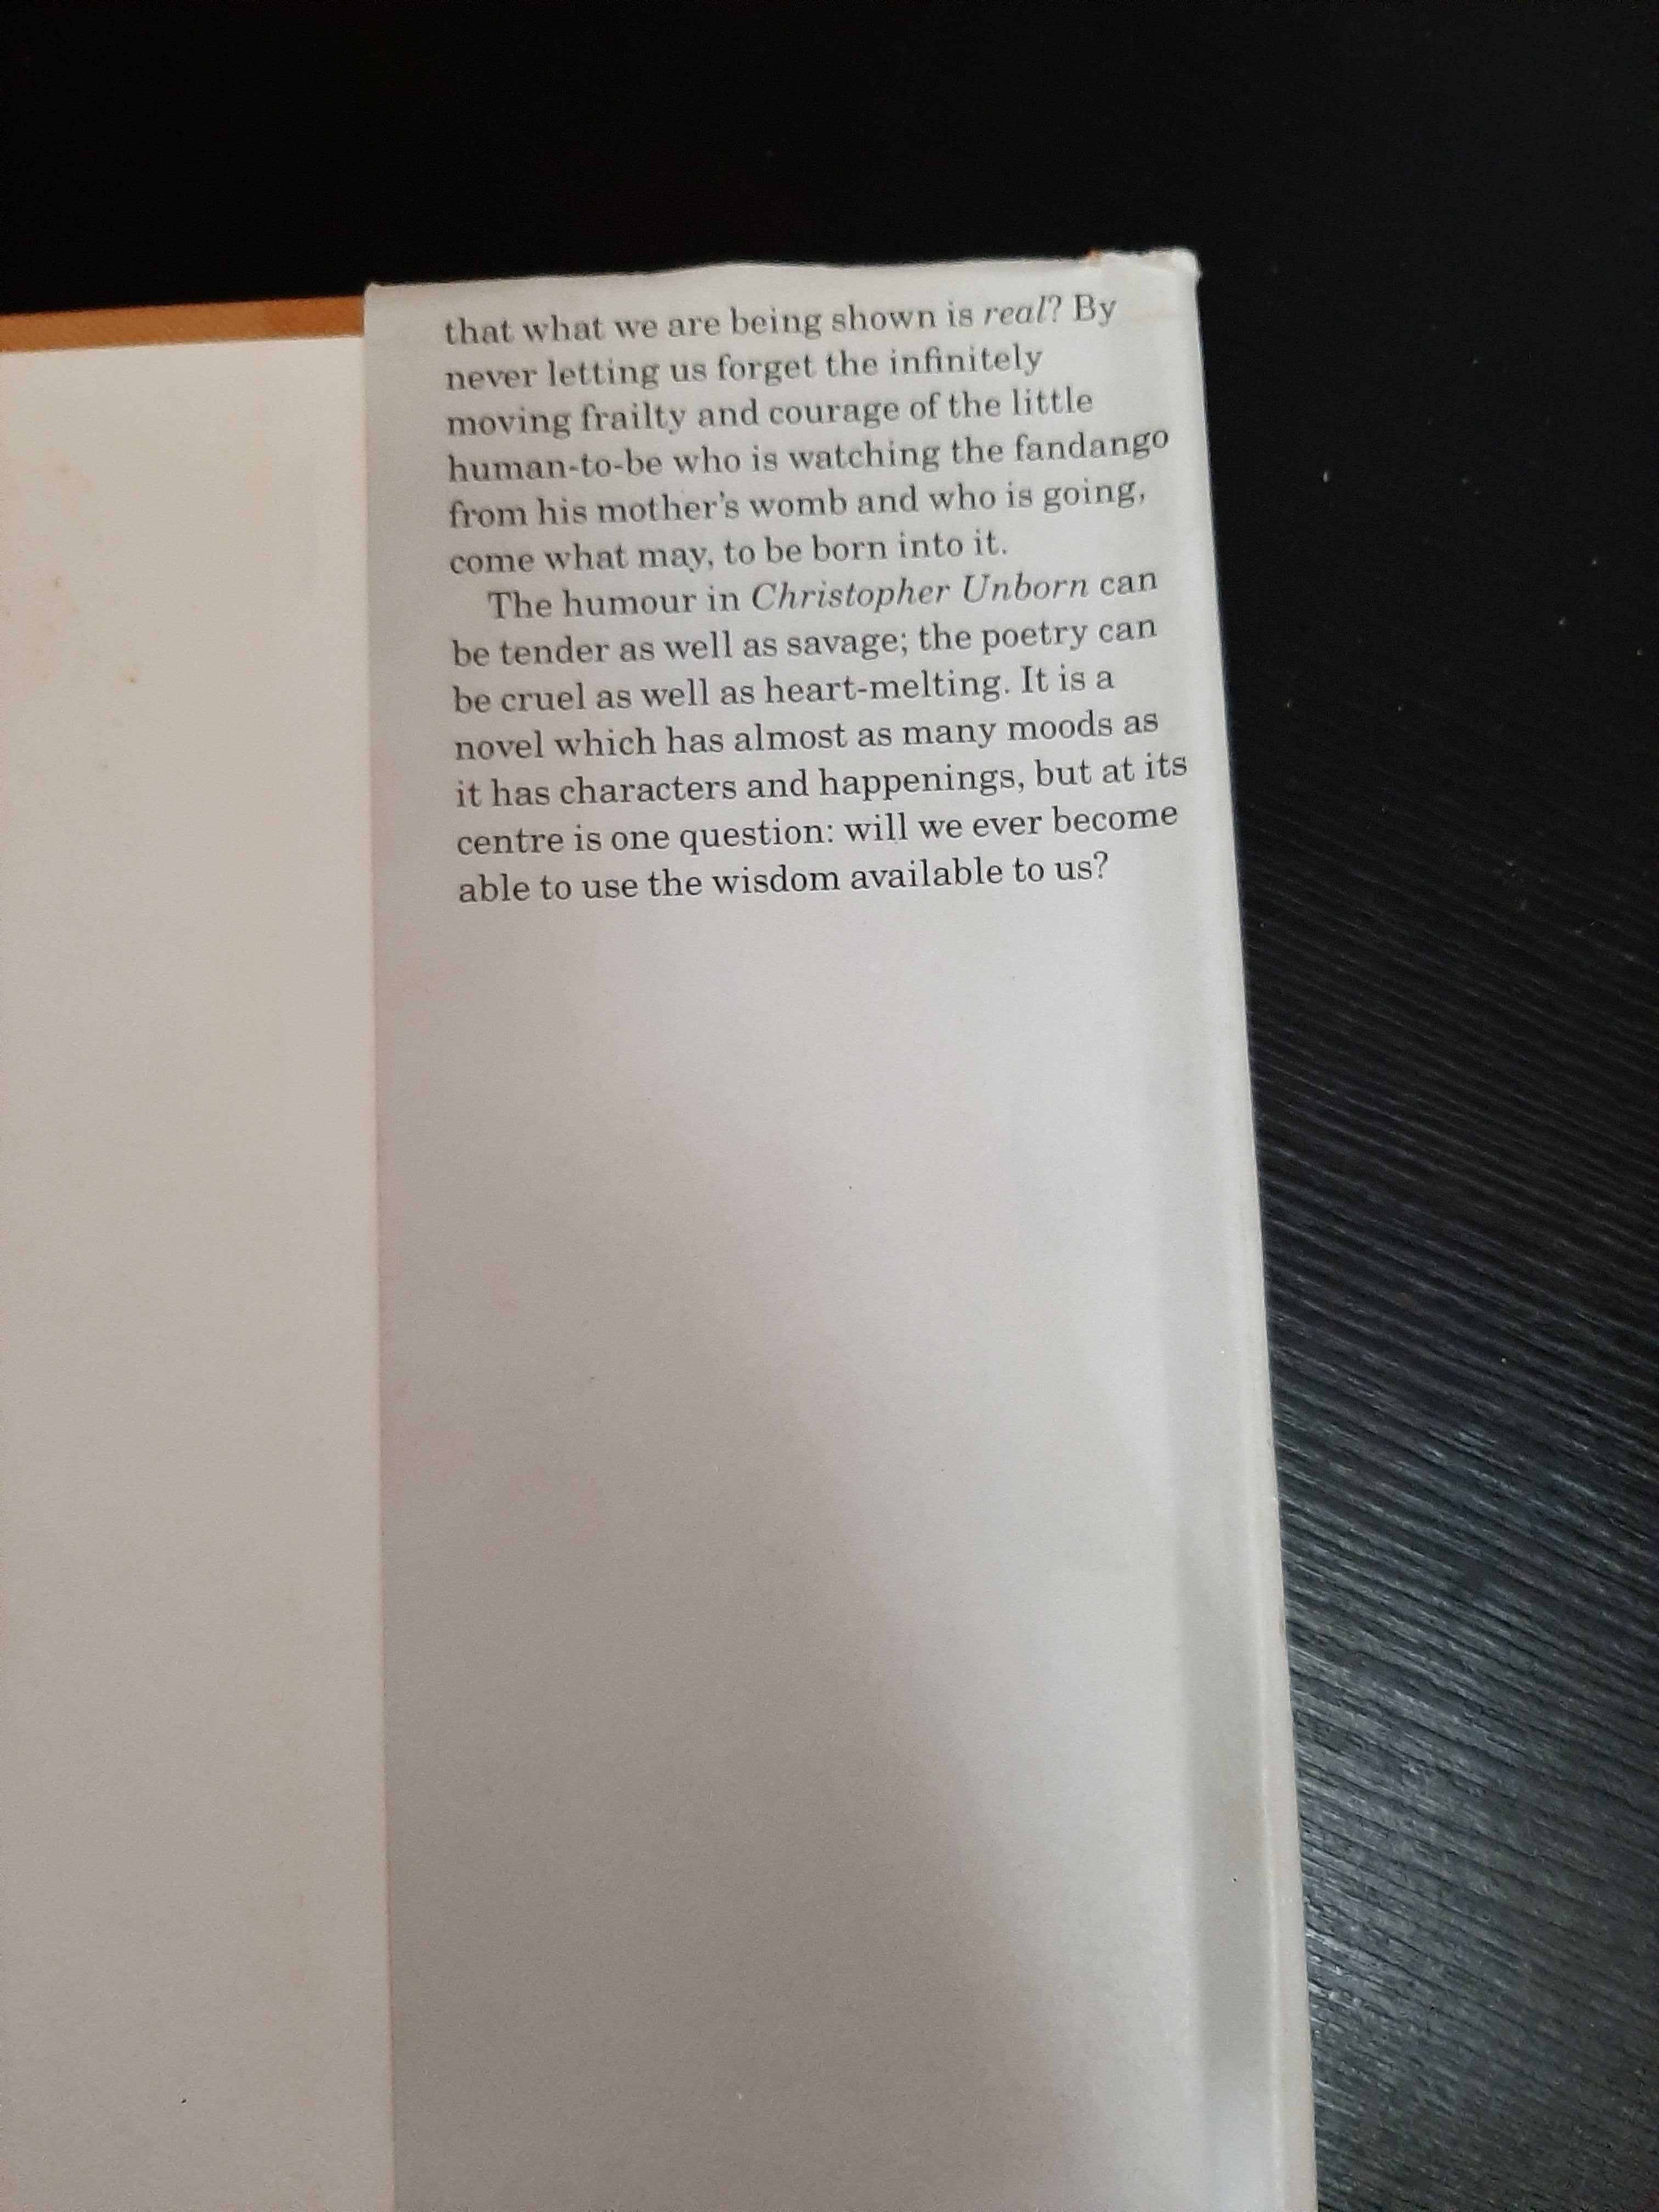 that what we are being shown is real? By
never letting us forget the infinitely
moving frailty and courage of the little
human-to-be who is watching the fandango
from his mother's womb and who is going,
come what may, to be born into it.
The humour in Christopher Unborn can
be tender as well as savage; the poetry can
be cruel as well as heart-melting. It is a
novel which has almost as many moods as
it has characters and happenings, but at its
centre is one question: will we ever become
able to use the wisdom available to us?